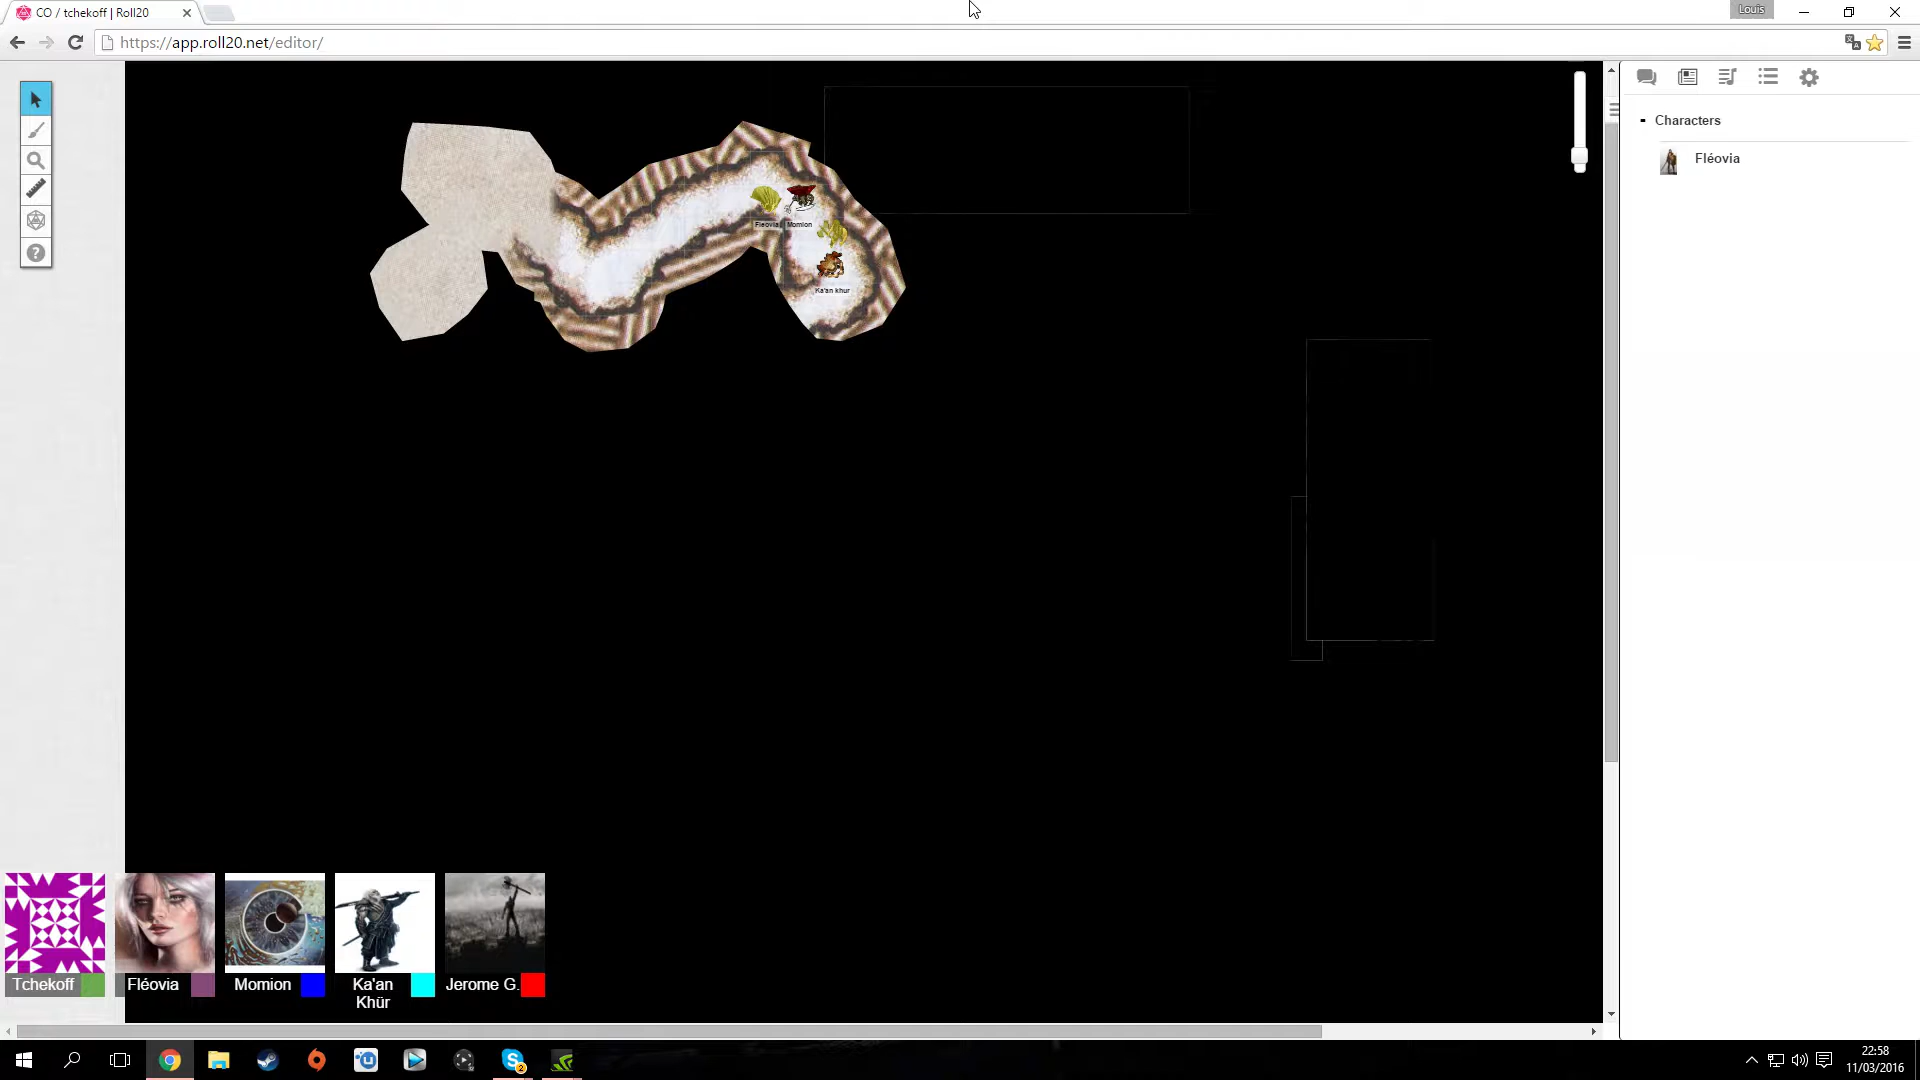 CO / tchekoff | Roll20
Louis
https://app.roll20.net/editor/
Characters
Fléovia
Fleovia
Momion
Ka'an khur
Tchekoff
Fléovia
Momion
Ka'an
Khür
Jerome G.
2
22:58
11/03/2016